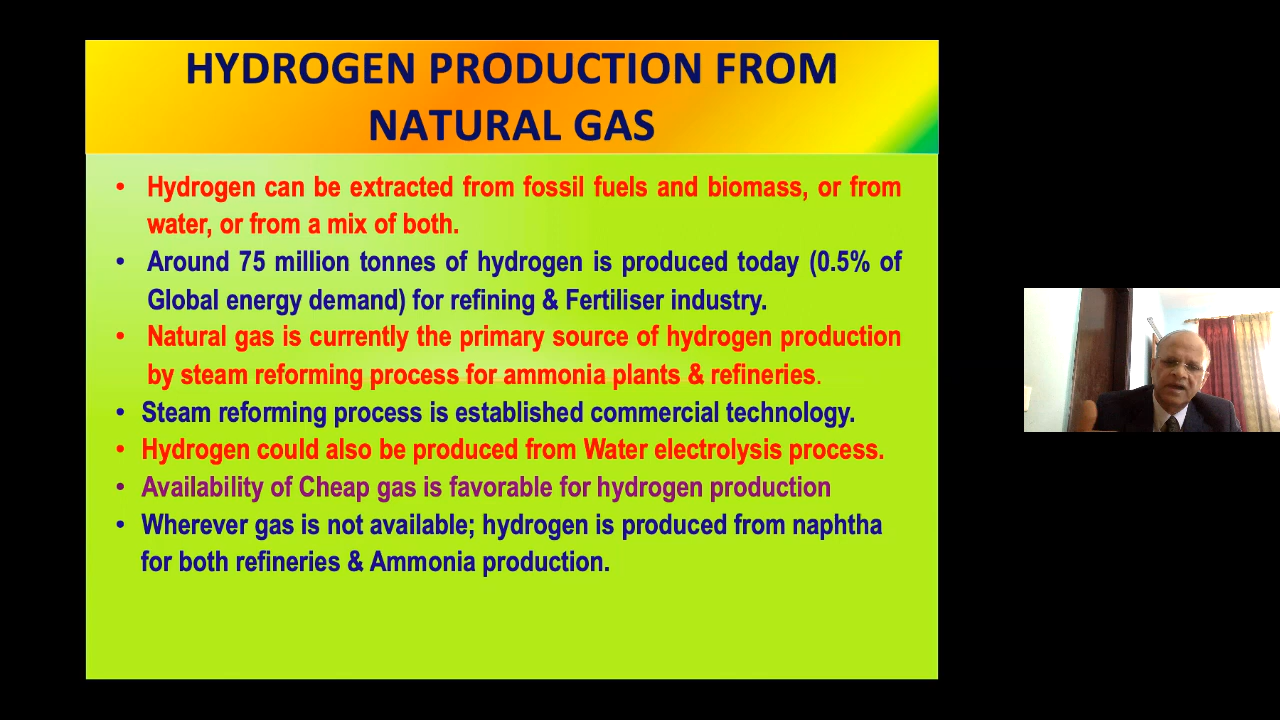 HYDROGEN PRODUCTION FROM
NATURAL GAS
• Hydrogen can be extracted from fossil fuels and biomass, or from
water, or from a mix of both.
• Around 75 million tonnes of hydrogen is produced today (0.5% of
Global energy demand) for refining & Fertiliser industry.
• Natural gas is currently the primary source of hydrogen production
by steam reforming process for ammonia plants & refineries.
• Steam reforming process is established commercial technology.
• Hydrogen could also be produced from Water electrolysis process.
• Availability of Cheap gas is favorable for hydrogen production
• Wherever gas is not available; hydrogen is produced from naphtha
for both refineries & Ammonia production.